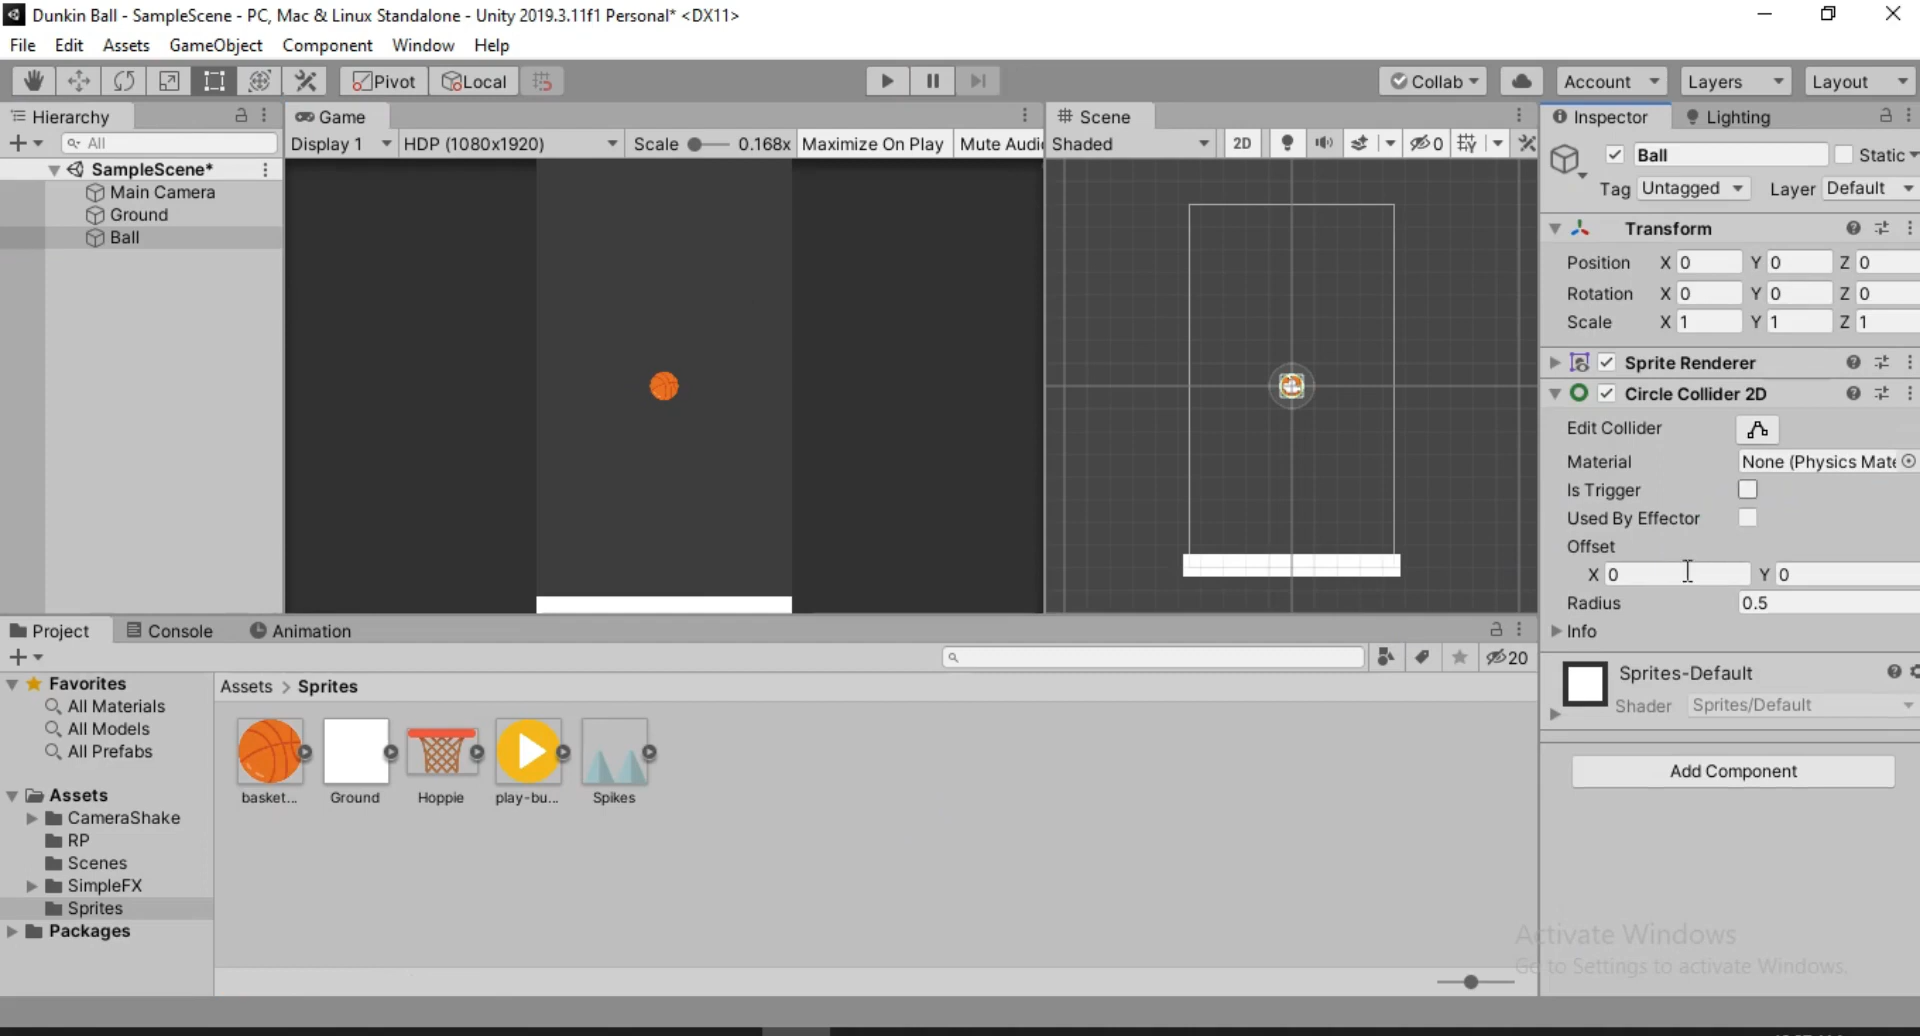 Dunkin Ball - SampleScene - PC, Mac & Linux Standalone - Unity 2019.3.11f1 Personal* <DX11>
File Edit Assets GameObject Component Window Help
Pivot Local Collab Account Layers Layout
Hierarchy Game Scene Inspector Lighting
All Display 1 HDP (1080x1920) Scale 0.168x Maximize On Play Mute Audi Shaded 2D 0
SampleScene*
Main Camera
Ground
Ball
Ball Static
Tag Untagged Layer Default
Transform
Position X 0 Y 0 Z 0
Rotation X 0 Y 0 Z 0
Scale X 1 Y 1 Z 1
Sprite Renderer
Circle Collider 2D
Edit Collider
Material None (Physics Mate
Is Trigger
Used By Effector
Offset
X 0 Y 0
Radius 0.5
Info
Sprites-Default
Shader Sprites/Default
Add Component
Project Console Animation
20
Favorites
All Materials
All Models
All Prefabs
Assets
CameraShake
RP
Scenes
SimpleFX
Sprites
Packages
Assets > Sprites
basket... Ground Hoppie play-bu... Spikes
Activate Windows
Go to Settings to activate Windows.